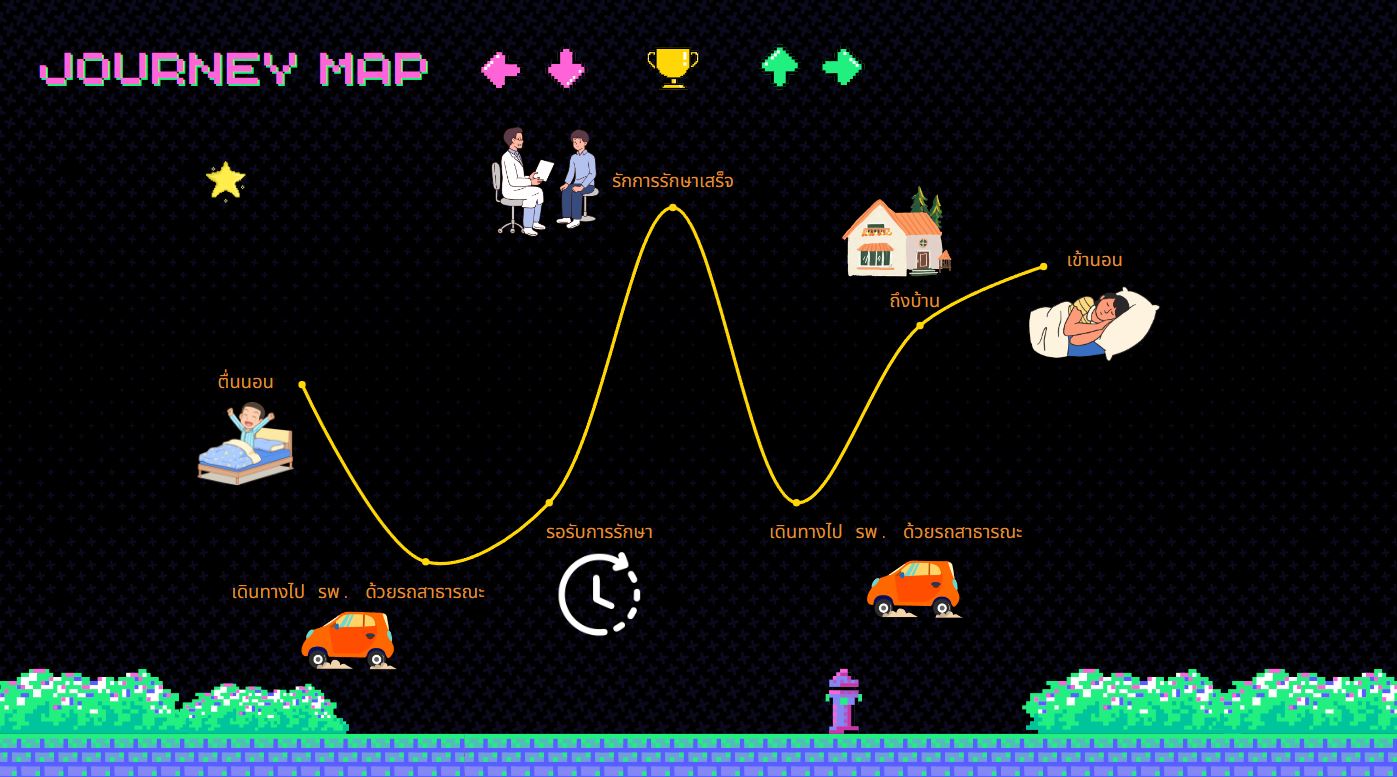 JOURNEY MAP
รักการรักษาเสร็จ
เข้านอน
ถึงบ้าน
ตื่นนอน
รอรับการรักษา
เดินทางไป รพ. ด้วยรถสาธารณะ
เดินทางไป รพ. ด้วยรถสาธารณะ